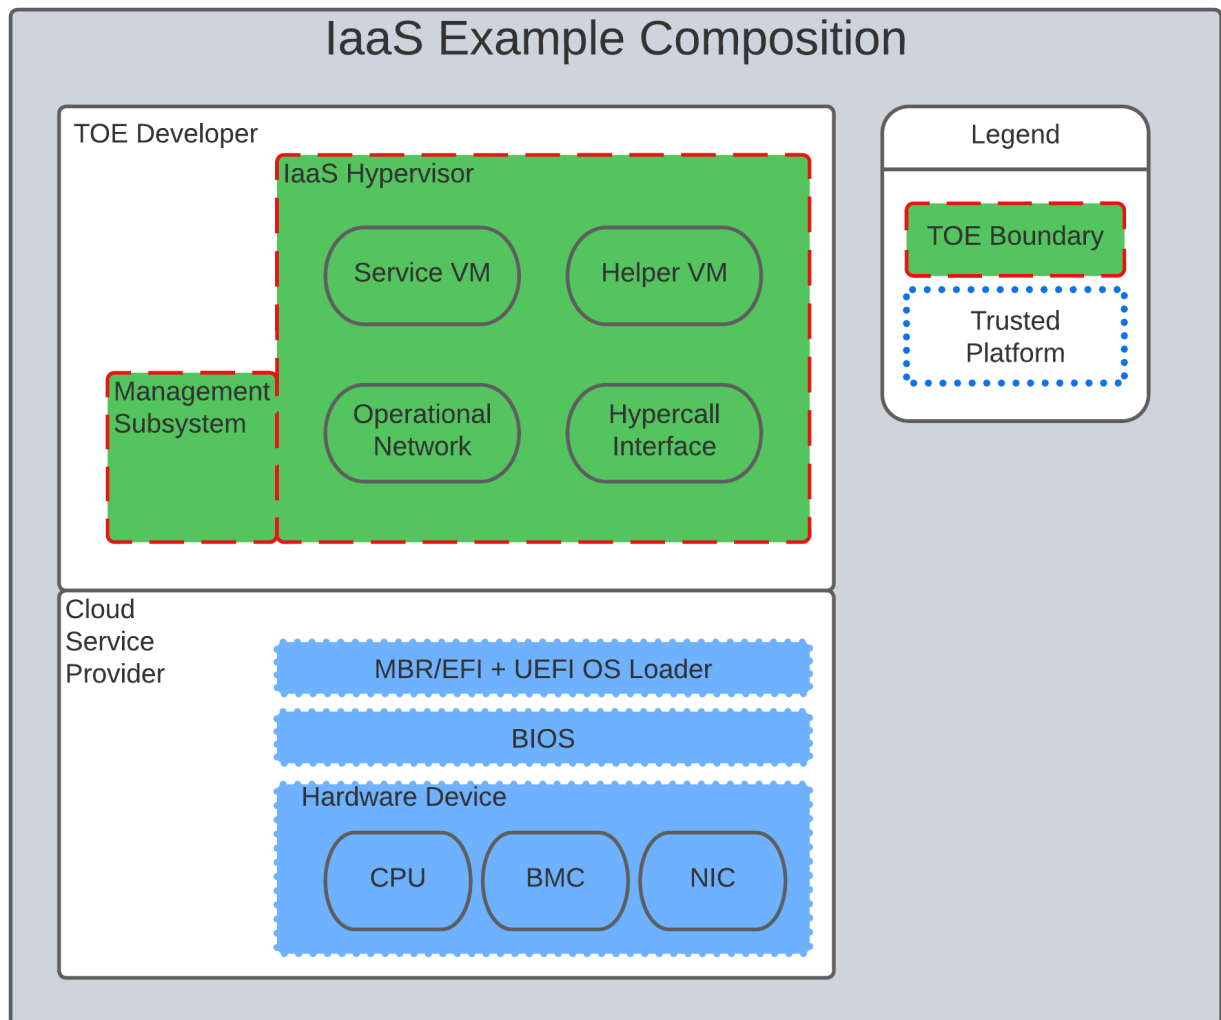 IaaS Example Composition
TOE Developer
IaaS Hypervisor
Service VM
Helper VM
Management
Subsystem
Operational
Network
Hypercall
Interface
Cloud
Service
Provider
MBR/EFI + UEFI OS Loader
BIOS
Hardware Device
CPU
BMC
NIC
Legend
TOE Boundary
Trusted
Platform